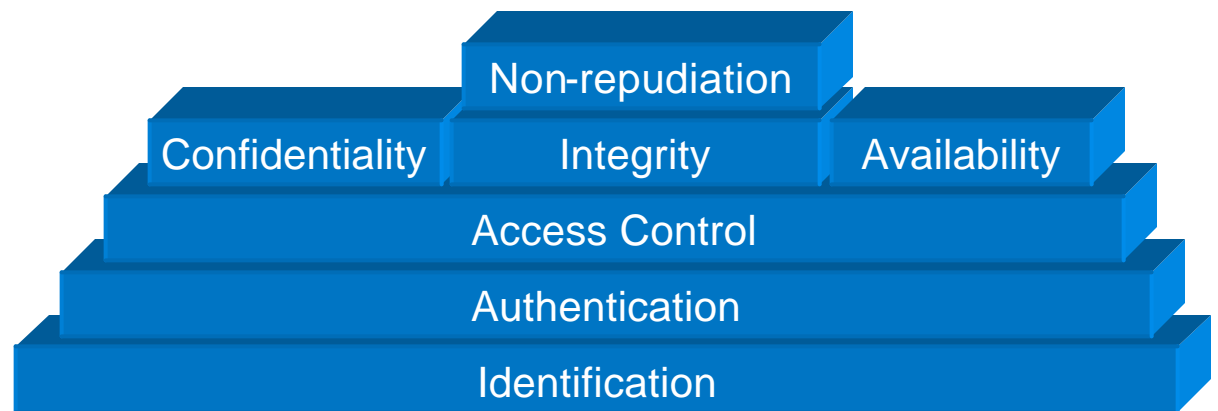 Non-repudiation
Confidentiality Integrity Availability
Access Control
Authentication
Identification